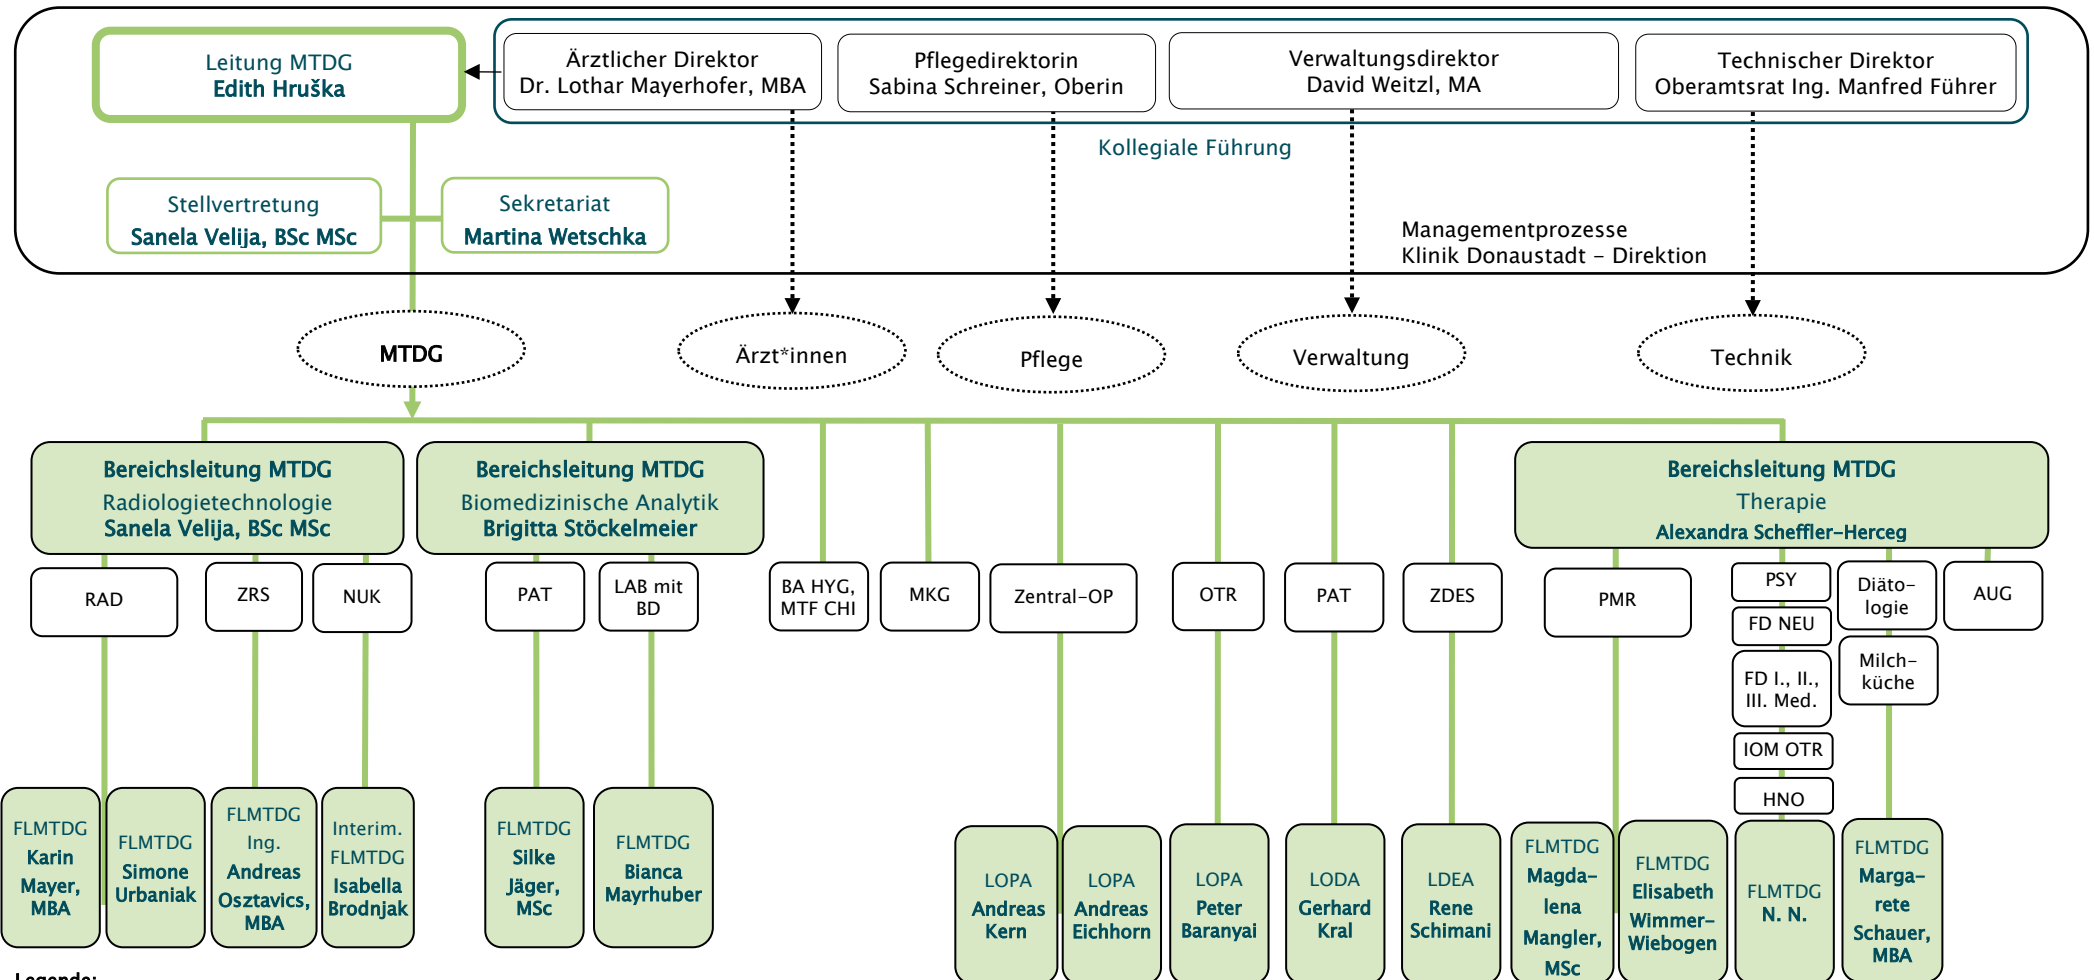 Leitung MTDG
Edith Hruška
Ärztlicher Direktor
Dr. Lothar Mayerhofer, MBA
Pflegedirektorin
Sabina Schreiner, Oberin
Verwaltungsdirektor
David Weitzl, MA
Technischer Direktor
Oberamtsrat Ing. Manfred Führer
Kollegiale Führung
Stellvertretung
Sanela Velija, BSc MSc
Sekretariat
Martina Wetschka
Managementprozesse
Klinik Donaustadt - Direktion
MTDG
Ärzt*innen
Pflege
Verwaltung
Technik
Bereichsleitung MTDG
Radiologietechnologie
Sanela Velija, BSc MSc
Bereichsleitung MTDG
Biomedizinische Analytik
Brigitta Stöckelmeier
Bereichsleitung MTDG
Therapie
Alexandra Scheffler-Herceg
RAD
ZRS
NUK
PAT
LAB mit
BD
BA HYG,
MTF CHI
MKG
Zentral-OP
OTR
PAT
ZDES
PMR
PSY
FD NEU
FD I., II.,
III. Med.
IOM OTR
HNO
Diäto-
logie
Milch-
küche
AUG
FLMTDG
Karin
Mayer,
MBA
FLMTDG
Simone
Urbaniak
FLMTDG
Ing.
Andreas
Osztavics,
MBA
Interim.
FLMTDG
Isabella
Brodnjak
FLMTDG
Silke
Jäger,
MSc
FLMTDG
Bianca
Mayrhuber
LOPA
Andreas
Kern
LOPA
Andreas
Eichhorn
LOPA
Peter
Baranyai
LODA
Gerhard
Kral
LDEA
Rene
Schimani
FLMTDG
Magda-
lena
Mangler,
MSc
FLMTDG
Elisabeth
Wimmer-
Wiebogen
FLMTDG
N. N.
FLMTDG
Marga-
rete
Schauer,
MBA
Legende: